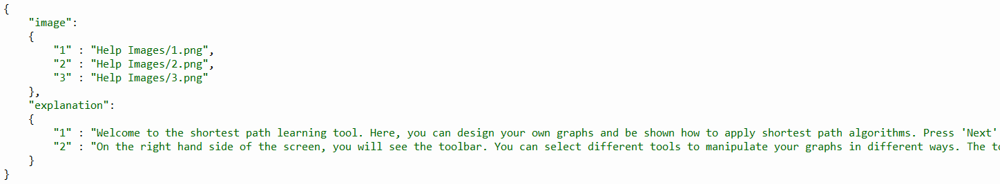 {
    "image":
    {
        "1" : "Help Images/1.png",
        "2" : "Help Images/2.png",
        "3" : "Help Images/3.png"
    },
    "explanation":
    {
        "1" : "Welcome to the shortest path learning tool. Here, you can design your own graphs and be shown how to apply shortest path algorithms. Press 'Next'
        "2" : "On the right hand side of the screen, you will see the toolbar. You can select different tools to manipulate your graphs in different ways. The
    }
}